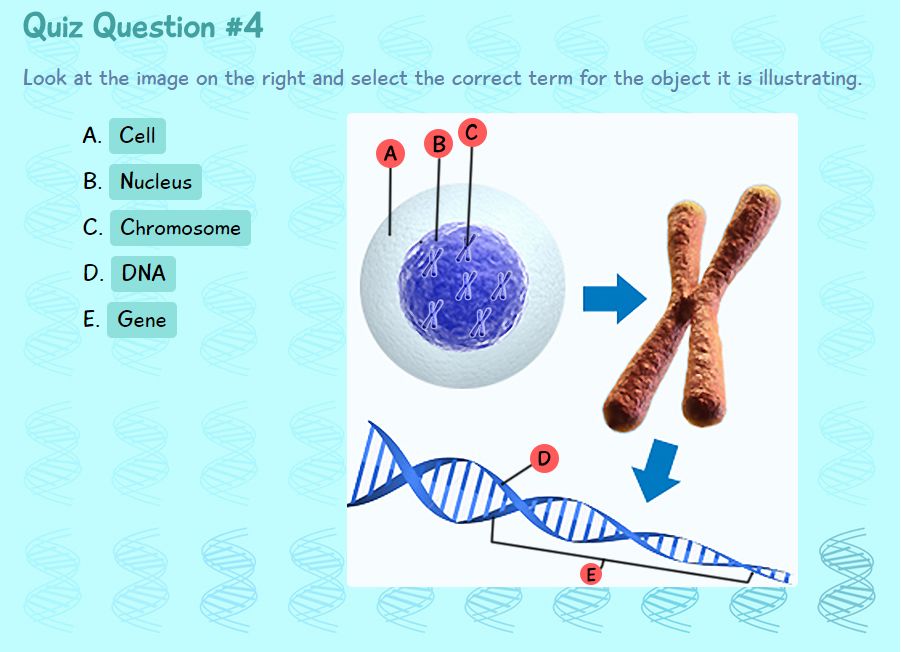 Quiz Question #4
Look at the image on the right and select the correct term for the object it is illustrating.
A. Cell
B. Nucleus
C. Chromosome
D. DNA
E. Gene
A
B
C
D
E